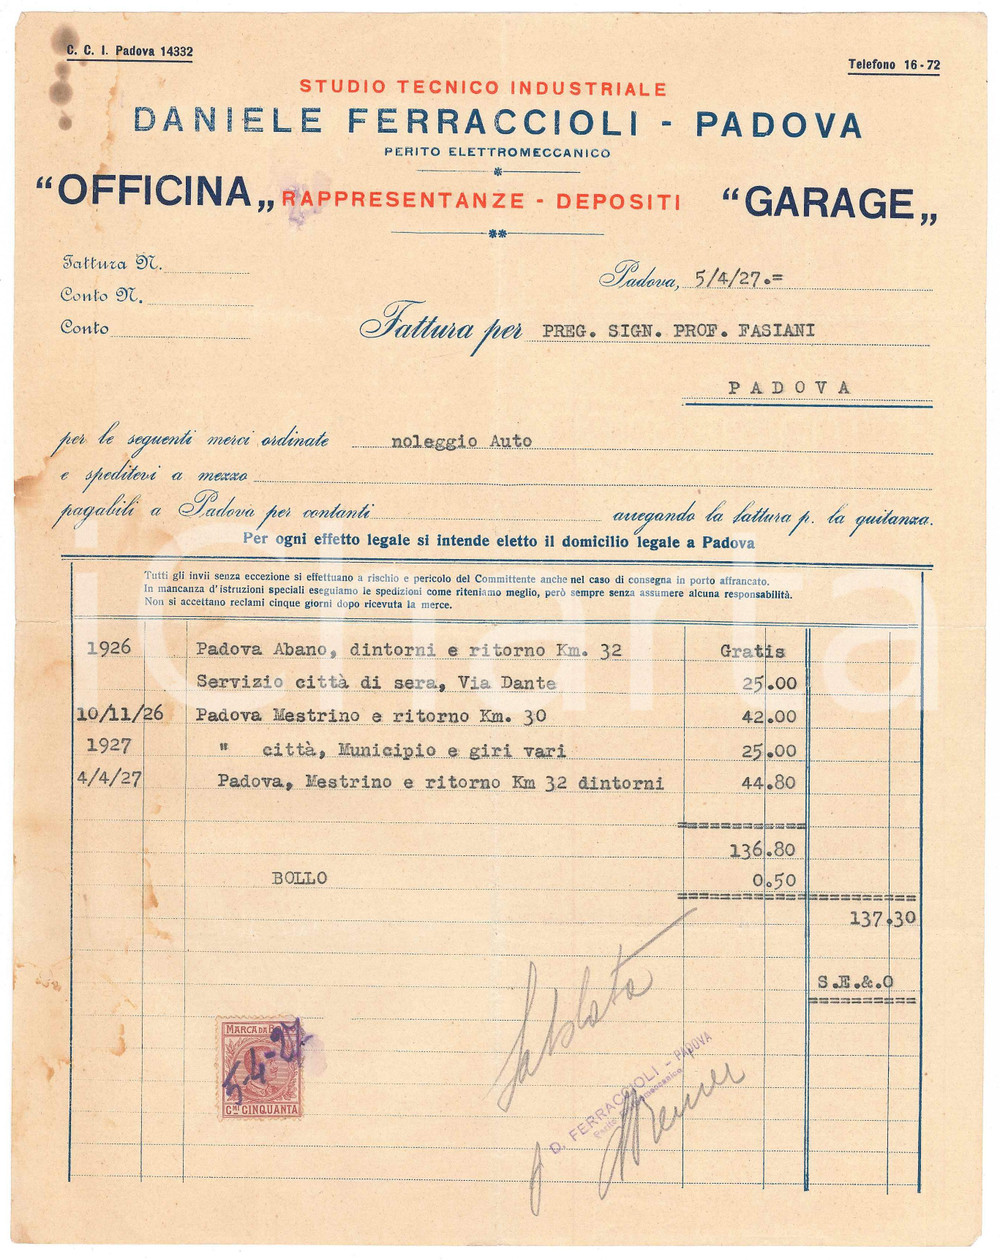 C. C. I. Padova 14332
Telefono 16-72
STUDIO TECNICO INDUSTRIALE
DANIELE FERRACCIOLI - PADOVA
PERITO ELETTROMECCANICO
“OFFICINA„ RAPPRESENTANZE - DEPOSITI “GARAGE„
Fattura N.
Padova, 5/4/27.=
Conto N.
Conto
Fattura per PREG. SIGN. PROF. FASIANI
PADOVA
per le seguenti merci ordinate noleggio Auto
e speditevi a mezzo
pagabili a Padova per contanti arregando la fattura p. la quitanza.
Per ogni effetto legale si intende eletto il domicilio legale a Padova
Tutti gli invii senza eccezione si effettuano a rischio e pericolo del Committente anche nel caso di consegna in porto affrancato.
In mancanza d'istruzioni speciali eseguiamo le spedizioni come riteniamo meglio, però sempre senza assumere alcuna responsabilità.
Non si accettano reclami cinque giorni dopo ricevuta la merce.
1926 Padova Abano, dintorni e ritorno Km. 32 Gratis
Servizio città di sera, Via Dante 25.00
10/11/26 Padova Mestrino e ritorno Km. 30 42.00
1927 " città, Municipio e giri vari 25.00
4/4/27 Padova, Mestrino e ritorno Km 32 dintorni 44.80
136.80
BOLLO 0.50
137.30
S.E.&.O
MARCA DA BO
5-4-27
CMI CINQUANTA
D. FERRACCIOLI - PADOVA
iCharta